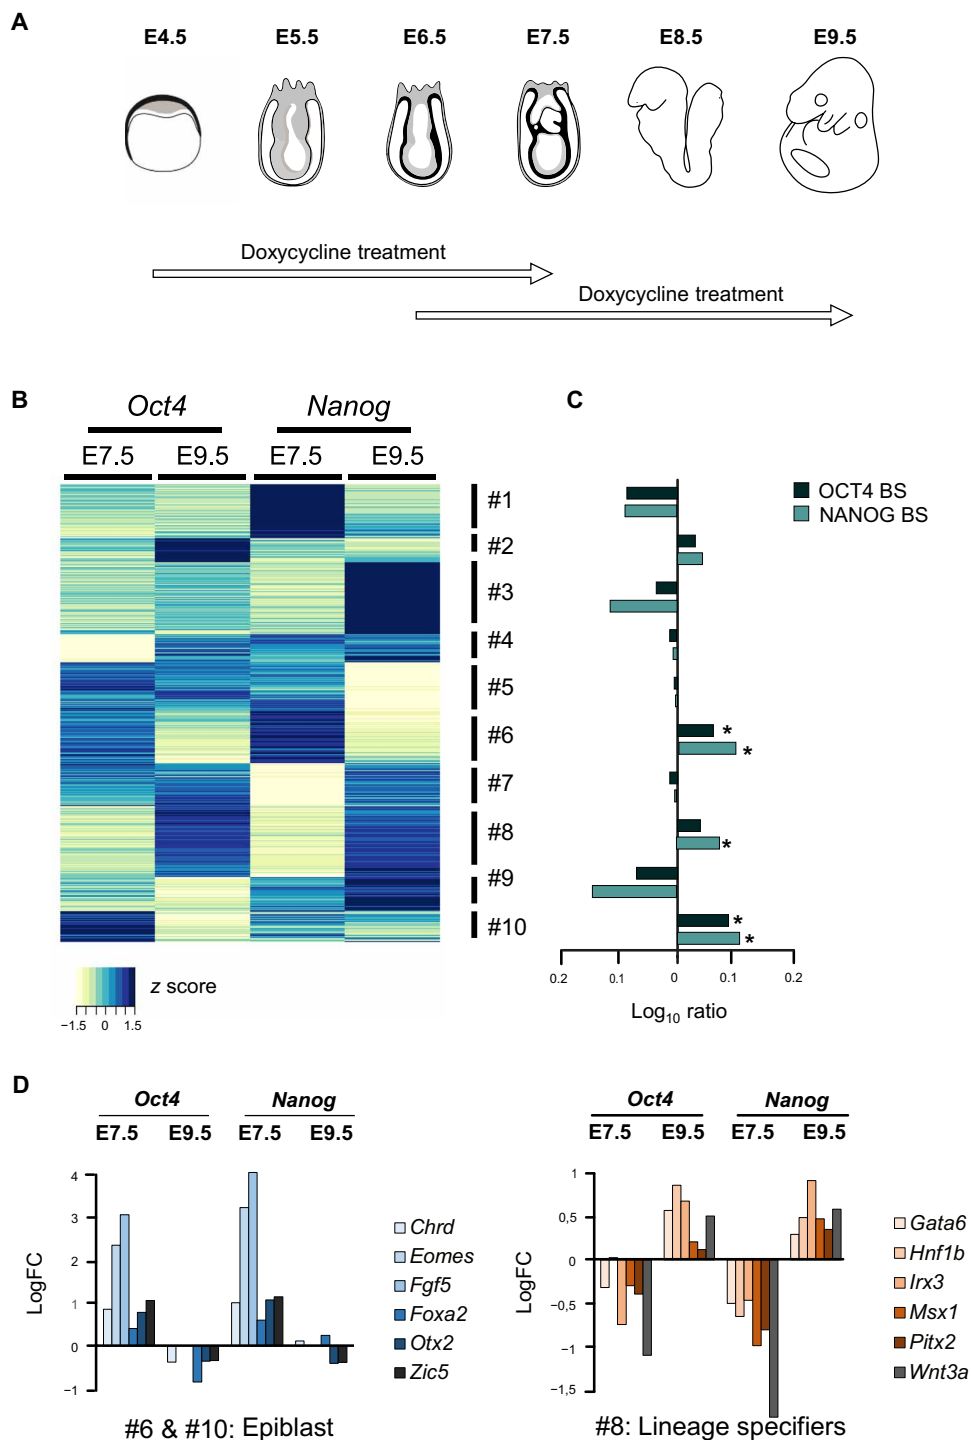 A
E4.5 E5.5 E6.5 E7.5 E8.5 E9.5
Doxycycline treatment
Doxycycline treatment
B
Oct4 Nanog
E7.5 E9.5 E7.5 E9.5
#1
#2
#3
#4
#5
#6
#7
#8
#9
#10
z score
−1.5 0 1.5
C
OCT4 BS
NANOG BS
*
*
*
*
*
0.2 0.1 0 0.1 0.2
Log10 ratio
D
Oct4 Nanog
E7.5 E9.5 E7.5 E9.5
4
3
2
1
0
−1
LogFC
Chrd
Eomes
Fgf5
Foxa2
Otx2
Zic5
#6 & #10: Epiblast
Oct4 Nanog
E7.5 E9.5 E7.5 E9.5
1
0,5
0
−0,5
−1
−1,5
LogFC
Gata6
Hnf1b
Irx3
Msx1
Pitx2
Wnt3a
#8: Lineage specifiers